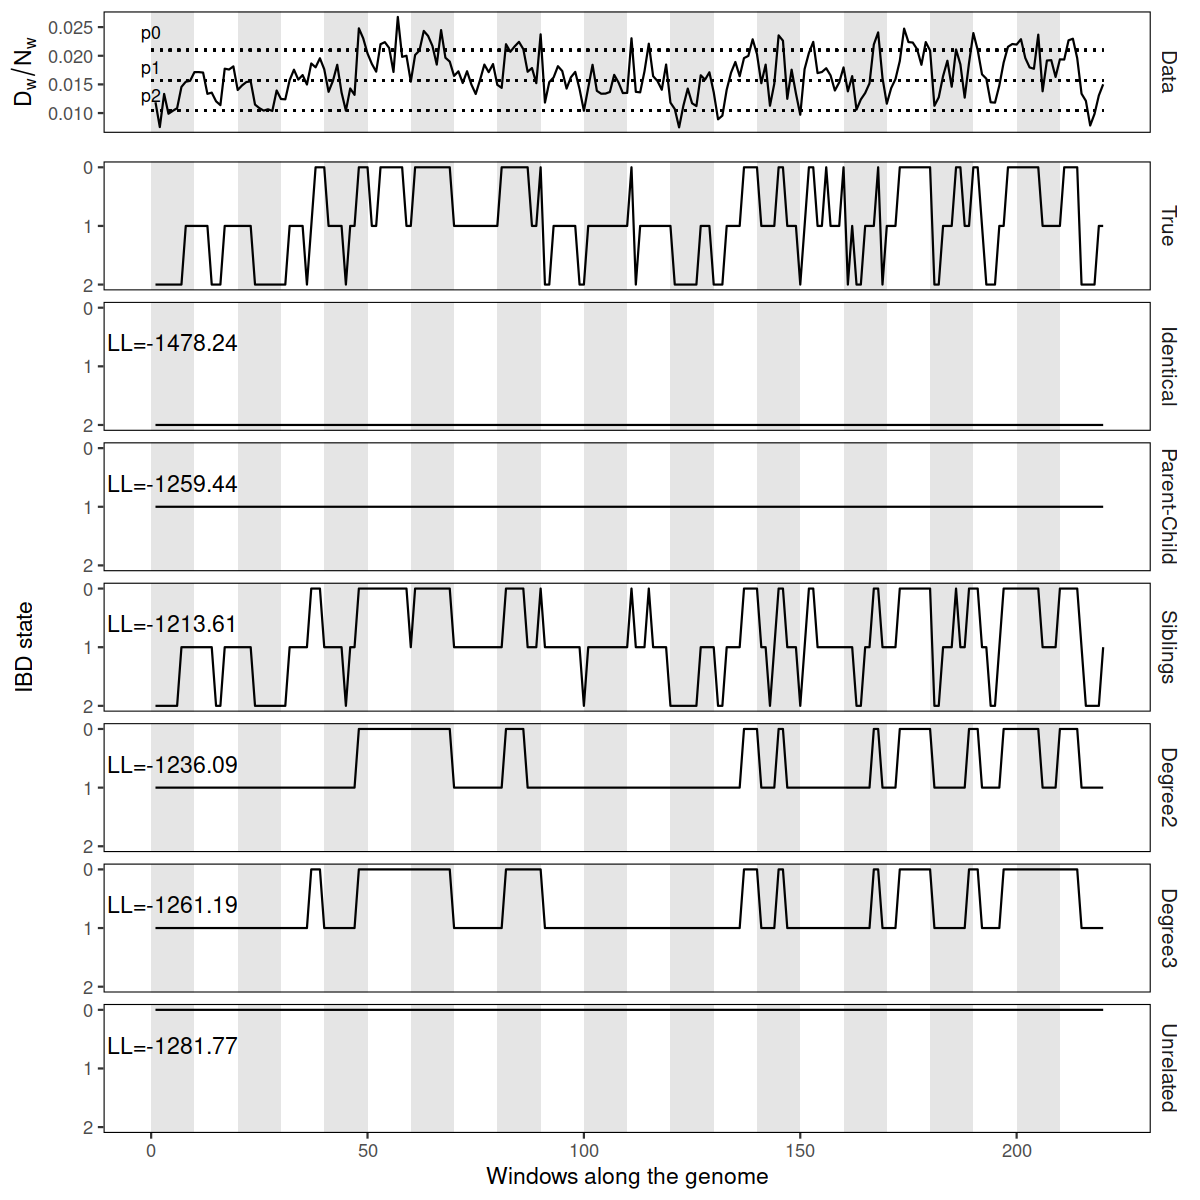 Dw/Nw
0.025
0.020
0.015
0.010
p0
p1
p2
Data
0
1
2
True
0
1
2
LL=-1478.24
Identical
0
1
2
LL=-1259.44
Parent-Child
IBD state
0
1
2
LL=-1213.61
Siblings
0
1
2
LL=-1236.09
Degree2
0
1
2
LL=-1261.19
Degree3
0
1
2
LL=-1281.77
Unrelated
0 50 100 150 200
Windows along the genome